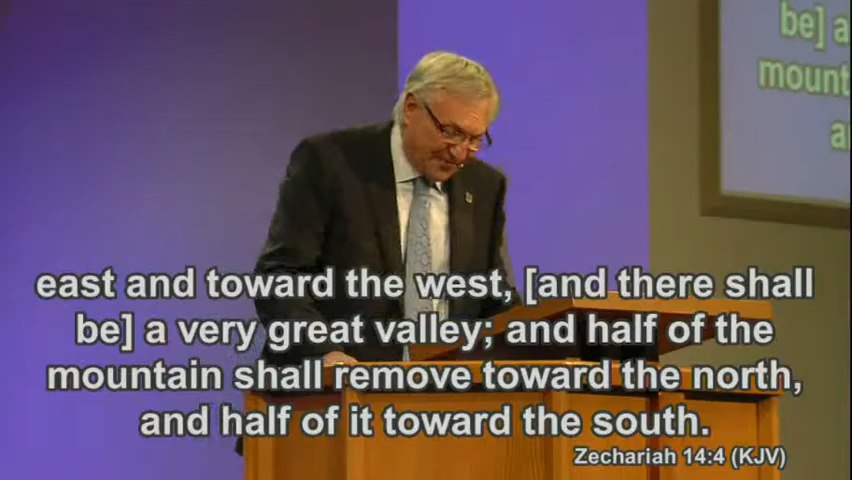 east and toward the west, [and there shall
be] a very great valley; and half of the
mountain shall remove toward the north,
and half of it toward the south.
Zechariah 14:4 (KJV)
be] a
mount
a